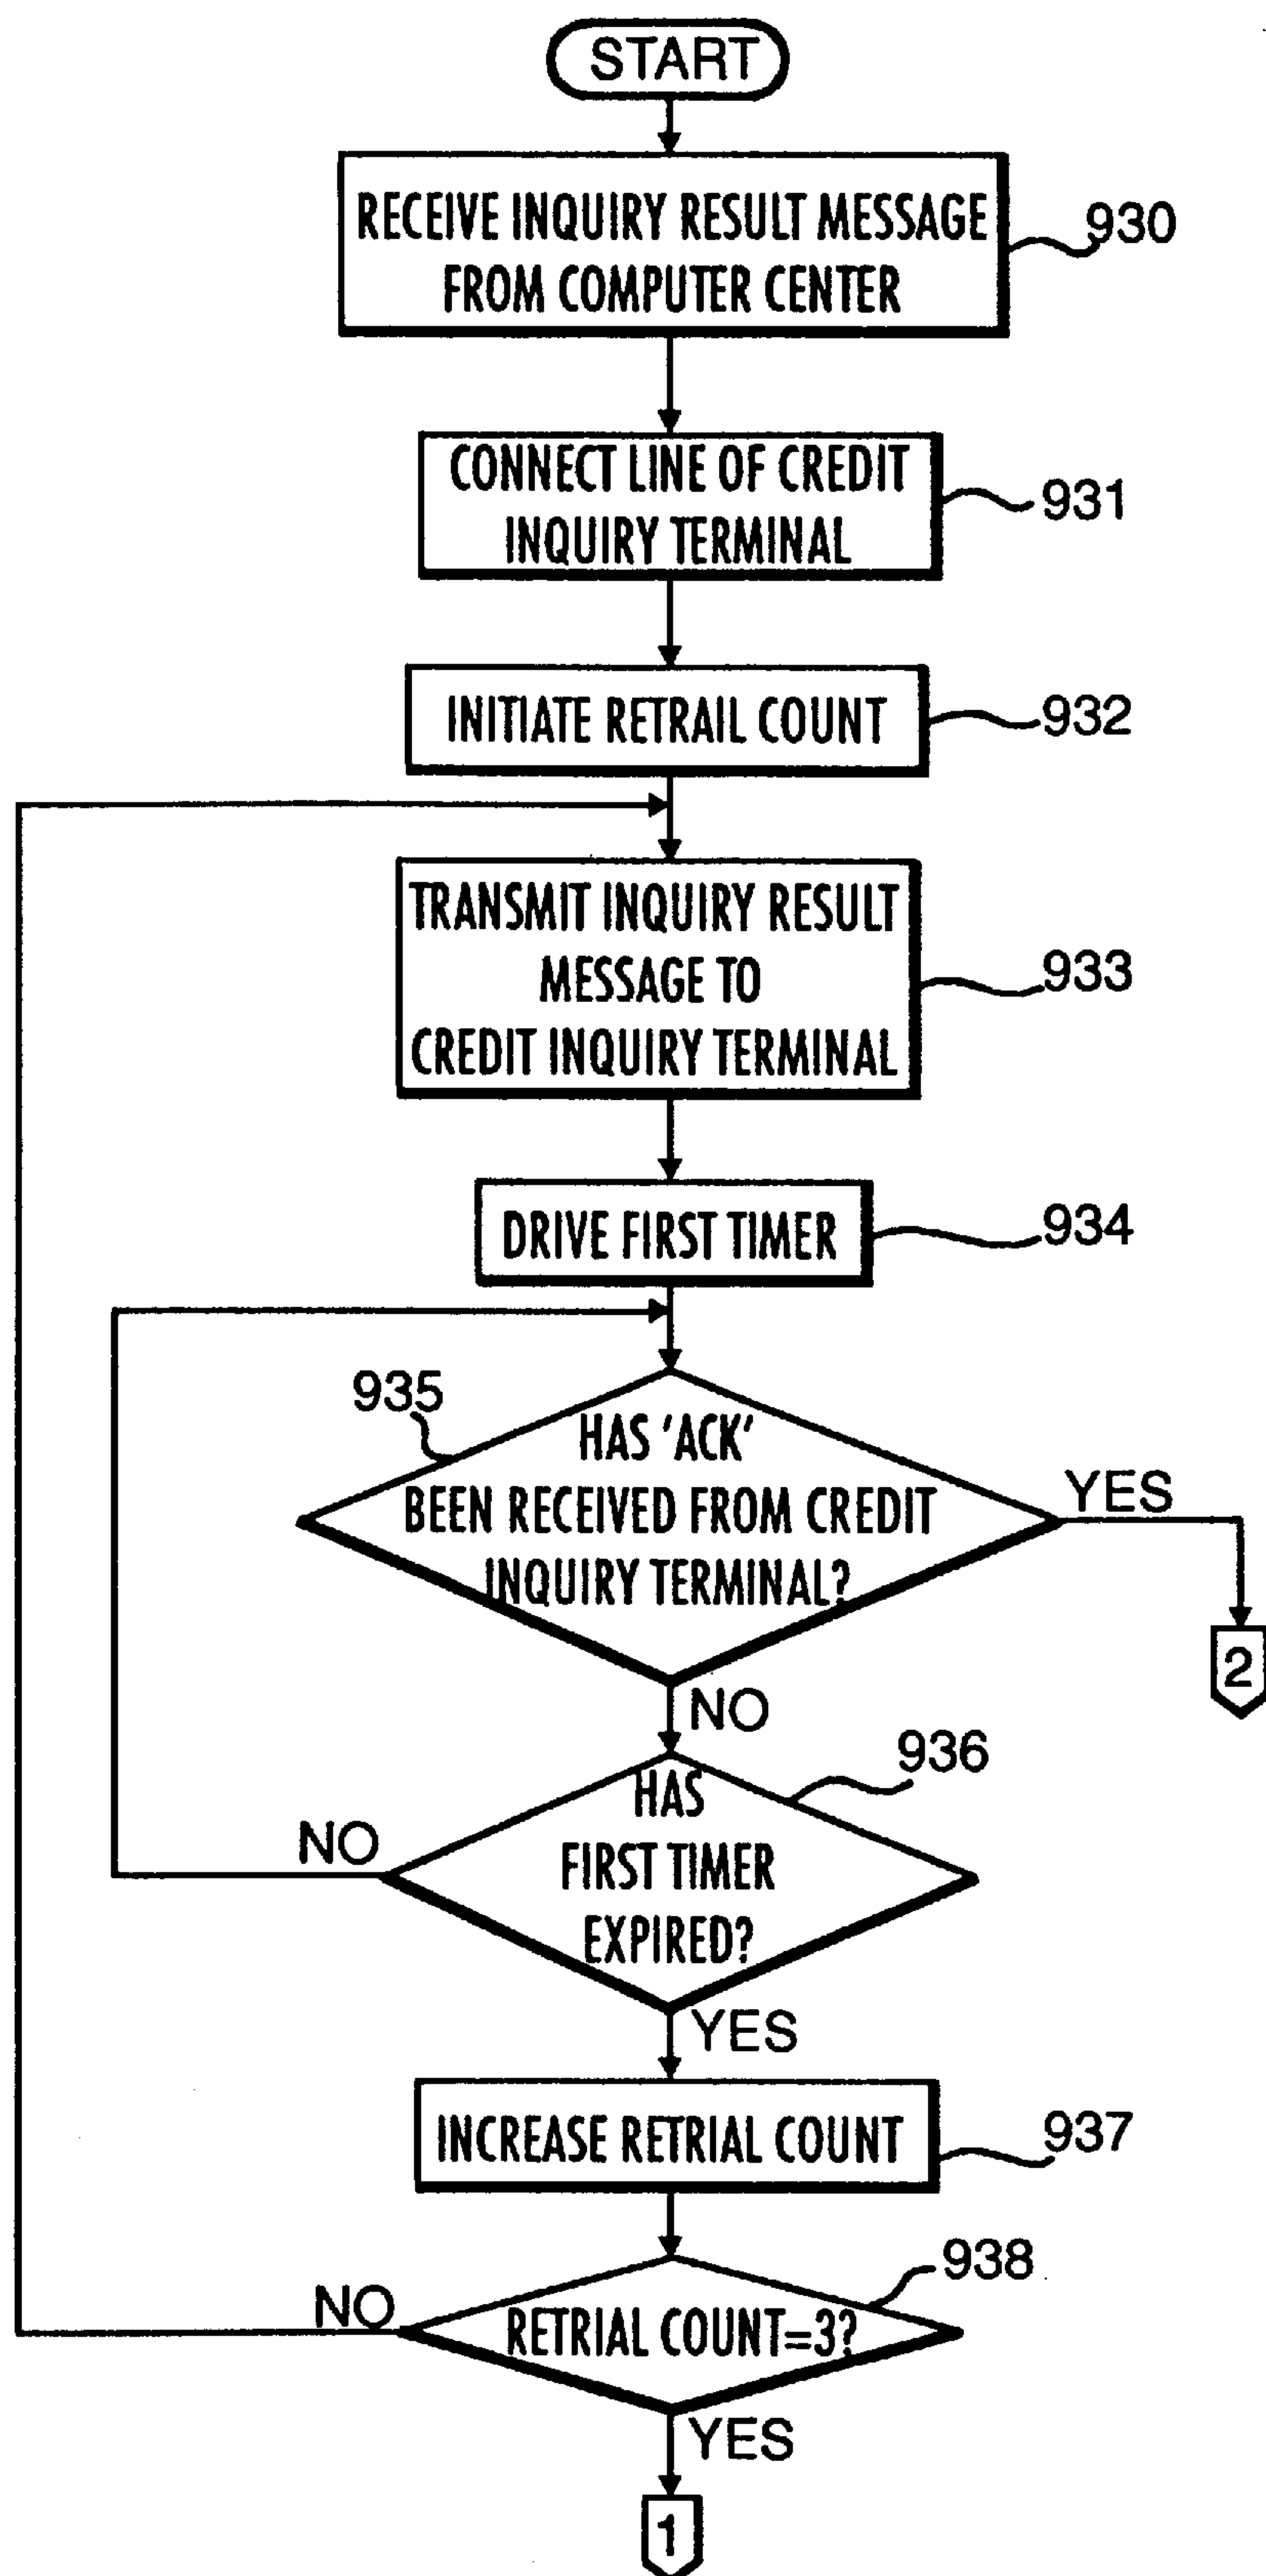 START
RECEIVE INQUIRY RESULT MESSAGE
FROM COMPUTER CENTER
930
CONNECT LINE OF CREDIT
INQUIRY TERMINAL
931
INITIATE RETRAIL COUNT
932
TRANSMIT INQUIRY RESULT
MESSAGE TO
CREDIT INQUIRY TERMINAL
933
DRIVE FIRST TIMER
934
935
HAS 'ACK'
BEEN RECEIVED FROM CREDIT
INQUIRY TERMINAL?
YES
2
NO
936
HAS
FIRST TIMER
EXPIRED?
NO
YES
INCREASE RETRIAL COUNT
937
938
RETRIAL COUNT=3?
NO
YES
1